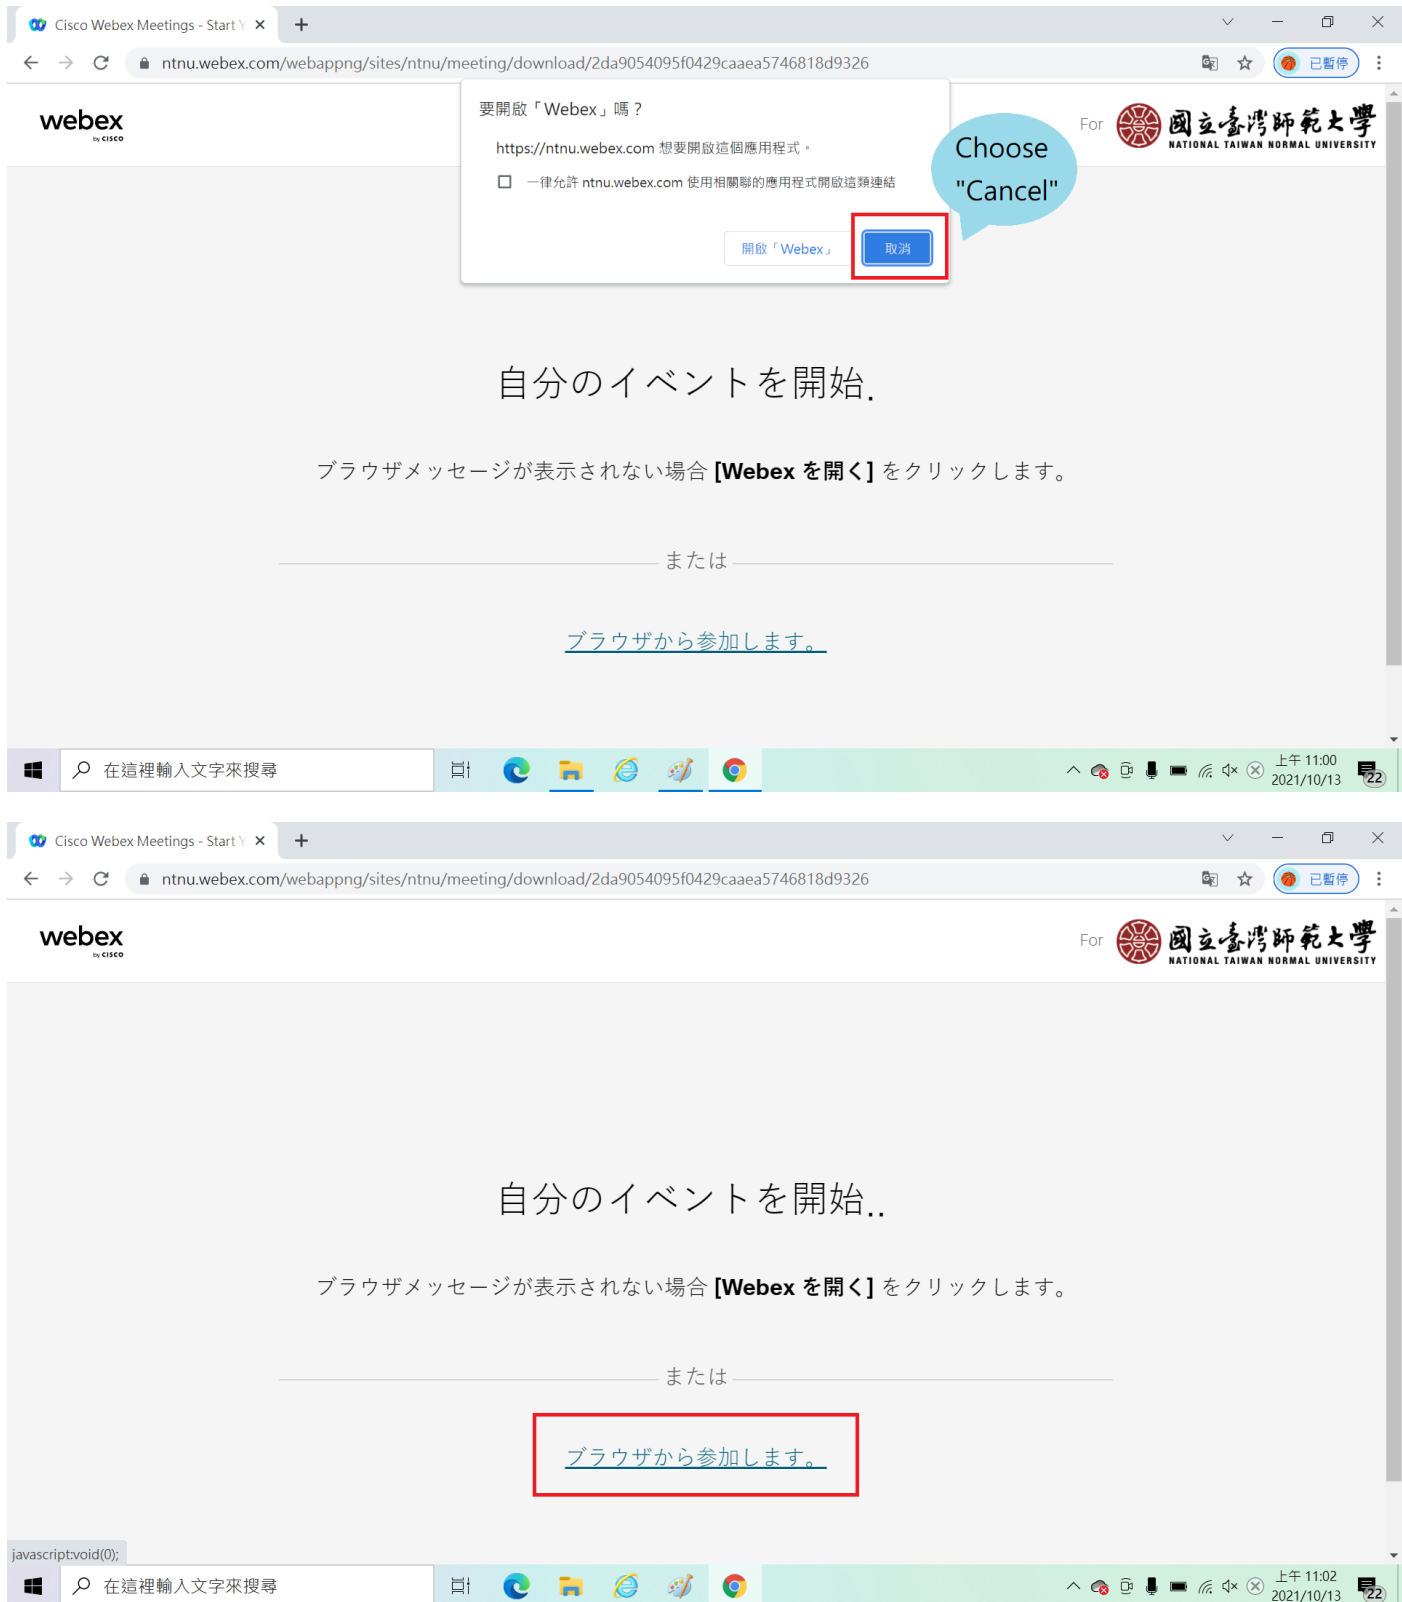 Cisco Webex Meetings - Start Y
ntnu.webex.com/webappng/sites/ntnu/meeting/download/2da9054095f0429caaea5746818d9326
已暫停
webex
by CISCO
要開啟「Webex」嗎？
https://ntnu.webex.com 想要開啟這個應用程式。
一律允許 ntnu.webex.com 使用相關聯的應用程式開啟這類連結
開啟「Webex」
取消
Choose
"Cancel"
For
國立臺灣師範大學
NATIONAL TAIWAN NORMAL UNIVERSITY
自分のイベントを開始.
ブラウザメッセージが表示されない場合 [Webex を開く] をクリックします。
または
ブラウザから参加します。
在這裡輸入文字來搜尋
上午 11:00
2021/10/13
22
Cisco Webex Meetings - Start Y
ntnu.webex.com/webappng/sites/ntnu/meeting/download/2da9054095f0429caaea5746818d9326
已暫停
webex
by CISCO
For
國立臺灣師範大學
NATIONAL TAIWAN NORMAL UNIVERSITY
自分のイベントを開始..
ブラウザメッセージが表示されない場合 [Webex を開く] をクリックします。
または
ブラウザから参加します。
javascript:void(0);
在這裡輸入文字來搜尋
上午 11:02
2021/10/13
22